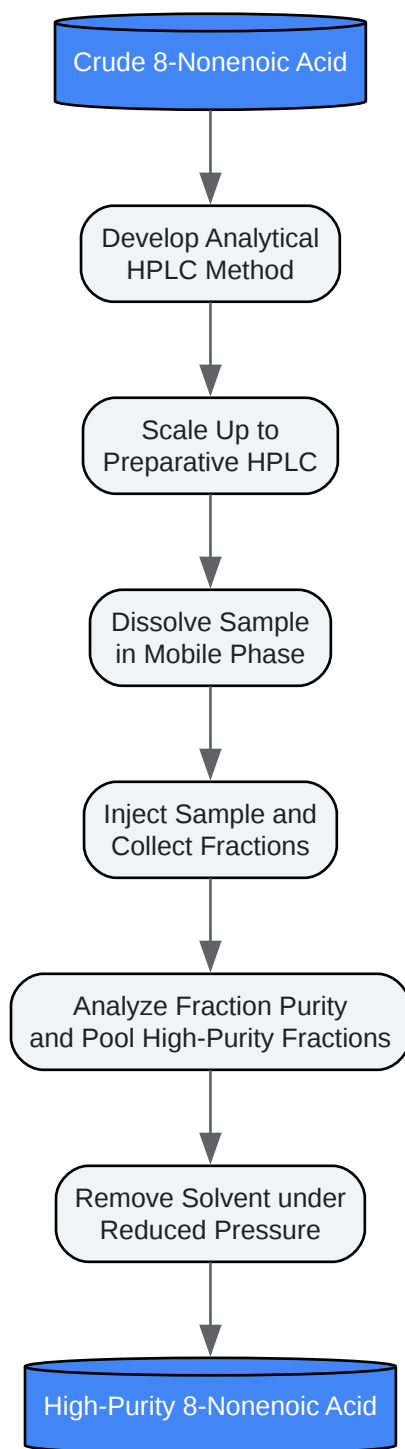 Crude 8-Nonenoic Acid
Develop Analytical
HPLC Method
Scale Up to
Preparative HPLC
Dissolve Sample
in Mobile Phase
Inject Sample and
Collect Fractions
Analyze Fraction Purity
and Pool High-Purity Fractions
Remove Solvent under
Reduced Pressure
High-Purity 8-Nonenoic Acid